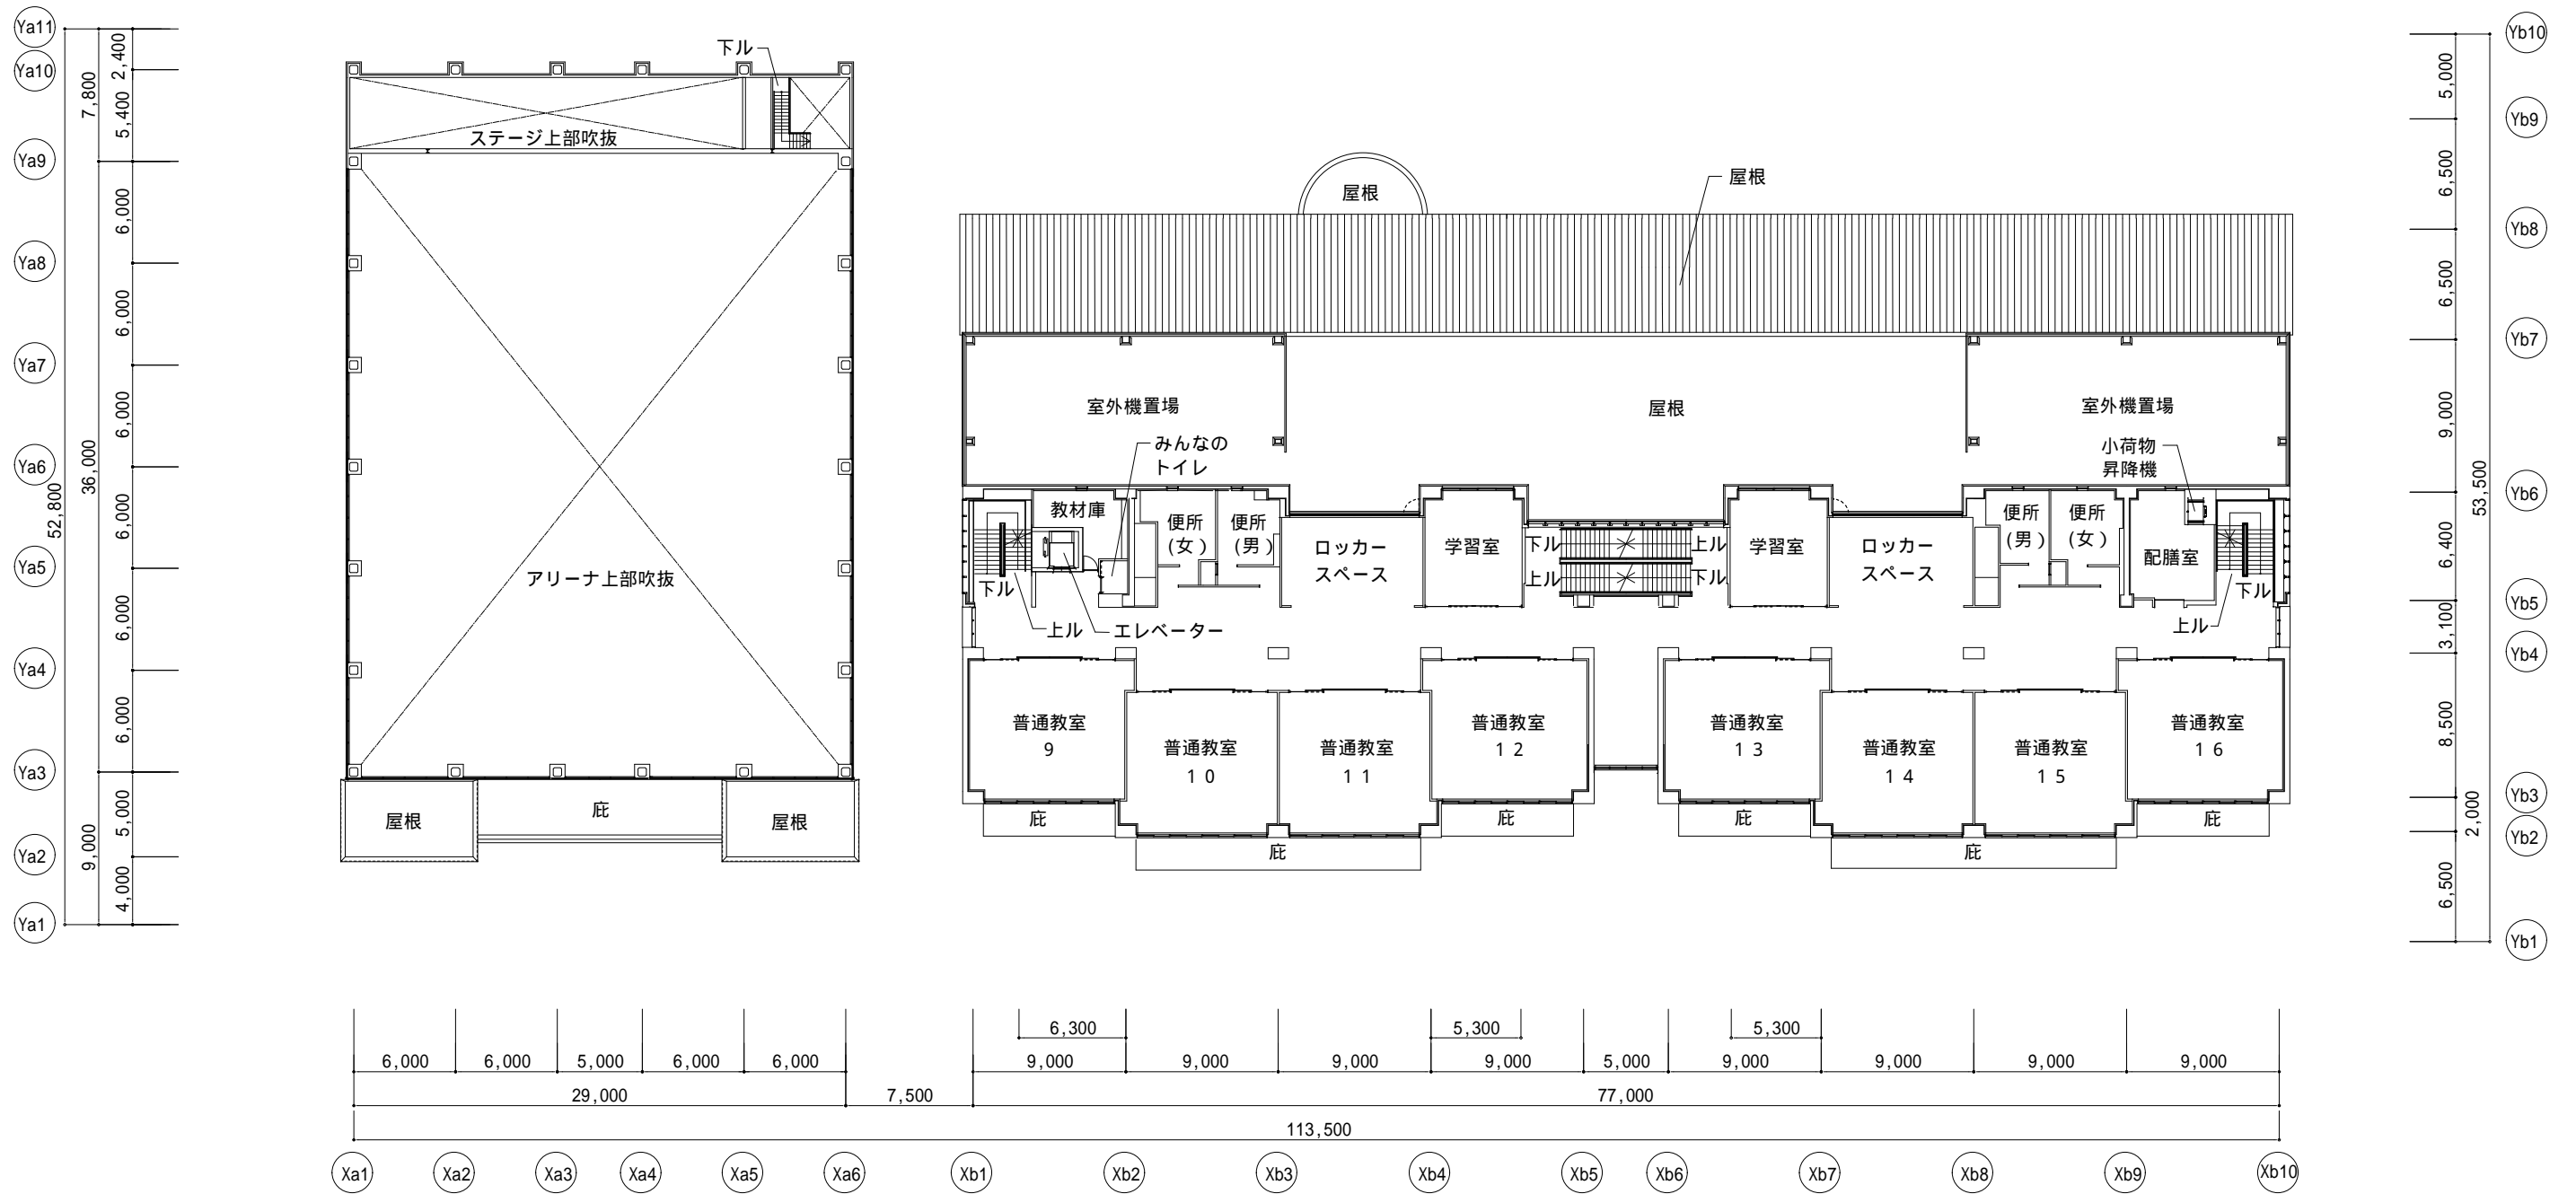 Ya11
Ya10
Ya9
Ya8
Ya7
Ya6
Ya5
Ya4
Ya3
Ya2
Ya1
52,800
7,800
36,000
9,000
2,400
5,400
6,000
6,000
6,000
6,000
6,000
6,000
5,000
4,000
下ル
ステージ上部吹抜
アリーナ上部吹抜
屋根
庇
屋根
屋根
屋根
室外機置場
屋根
室外機置場
みんなの
トイレ
小荷物
昇降機
教材庫
便所
(女)
便所
(男)
ロッカー
スペース
学習室
下ル
上ル
上ル
下ル
学習室
ロッカー
スペース
便所
(男)
便所
(女)
配膳室
下ル
上ル
エレベーター
下ル
上ル
普通教室
9
普通教室
10
普通教室
11
普通教室
12
普通教室
13
普通教室
14
普通教室
15
普通教室
16
庇
庇
庇
庇
庇
庇
5,000
6,500
6,500
9,000
6,400
3,100
8,500
2,000
6,500
53,500
Yb10
Yb9
Yb8
Yb7
Yb6
Yb5
Yb4
Yb3
Yb2
Yb1
6,300
5,300
5,300
6,000
6,000
5,000
6,000
6,000
9,000
9,000
9,000
9,000
5,000
9,000
9,000
9,000
9,000
29,000
7,500
77,000
113,500
Xa1
Xa2
Xa3
Xa4
Xa5
Xa6
Xb1
Xb2
Xb3
Xb4
Xb5
Xb6
Xb7
Xb8
Xb9
Xb10